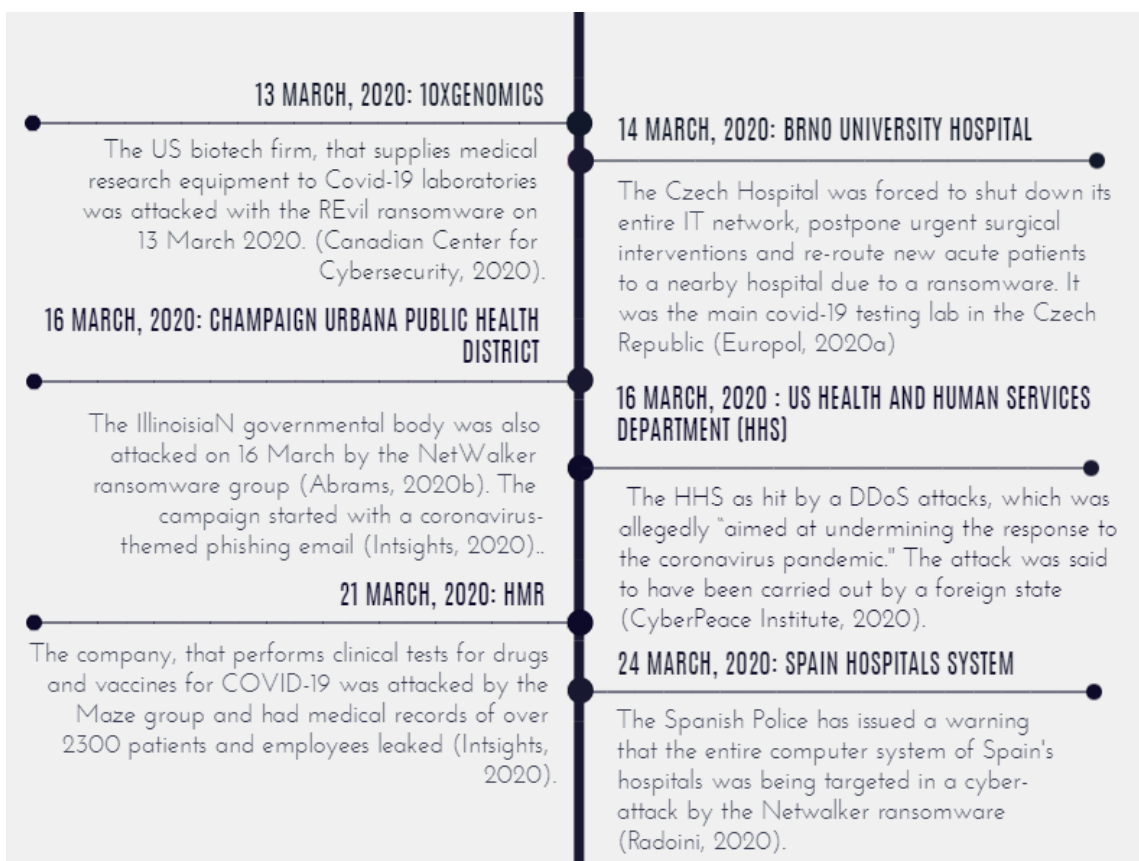 13 MARCH, 2020: 10XGENOMICS
The US biotech firm, that supplies medical
research equipment to Covid-19 laboratories
was attacked with the REvil ransomware on
13 March 2020. (Canadian Center for
Cybersecurity, 2020).
14 MARCH, 2020: BRNO UNIVERSITY HOSPITAL
The Czech Hospital was forced to shut down its
entire IT network, postpone urgent surgical
interventions and re-route new acute patients
to a nearby hospital due to a ransomware. It
was the main covid-19 testing lab in the Czech
Republic (Europol, 2020a)
16 MARCH, 2020: CHAMPAIGN URBANA PUBLIC HEALTH
DISTRICT
The IllinoisiaN governmental body was also
attacked on 16 March by the NetWalker
ransomware group (Abrams, 2020b). The
campaign started with a coronavirus-
themed phishing email (Intsights, 2020)..
16 MARCH, 2020 : US HEALTH AND HUMAN SERVICES
DEPARTMENT (HHS)
The HHS as hit by a DDoS attacks, which was
allegedly "aimed at undermining the response to
the coronavirus pandemic." The attack was said
to have been carried out by a foreign state
(CyberPeace Institute, 2020).
21 MARCH, 2020: HMR
The company, that performs clinical tests for drugs
and vaccines for COVID-19 was attacked by the
Maze group and had medical records of over
2300 patients and employees leaked (Intsights,
2020).
24 MARCH, 2020: SPAIN HOSPITALS SYSTEM
The Spanish Police has issued a warning
that the entire computer system of Spain's
hospitals was being targeted in a cyber-
attack by the Netwalker ransomware
(Radoini, 2020).